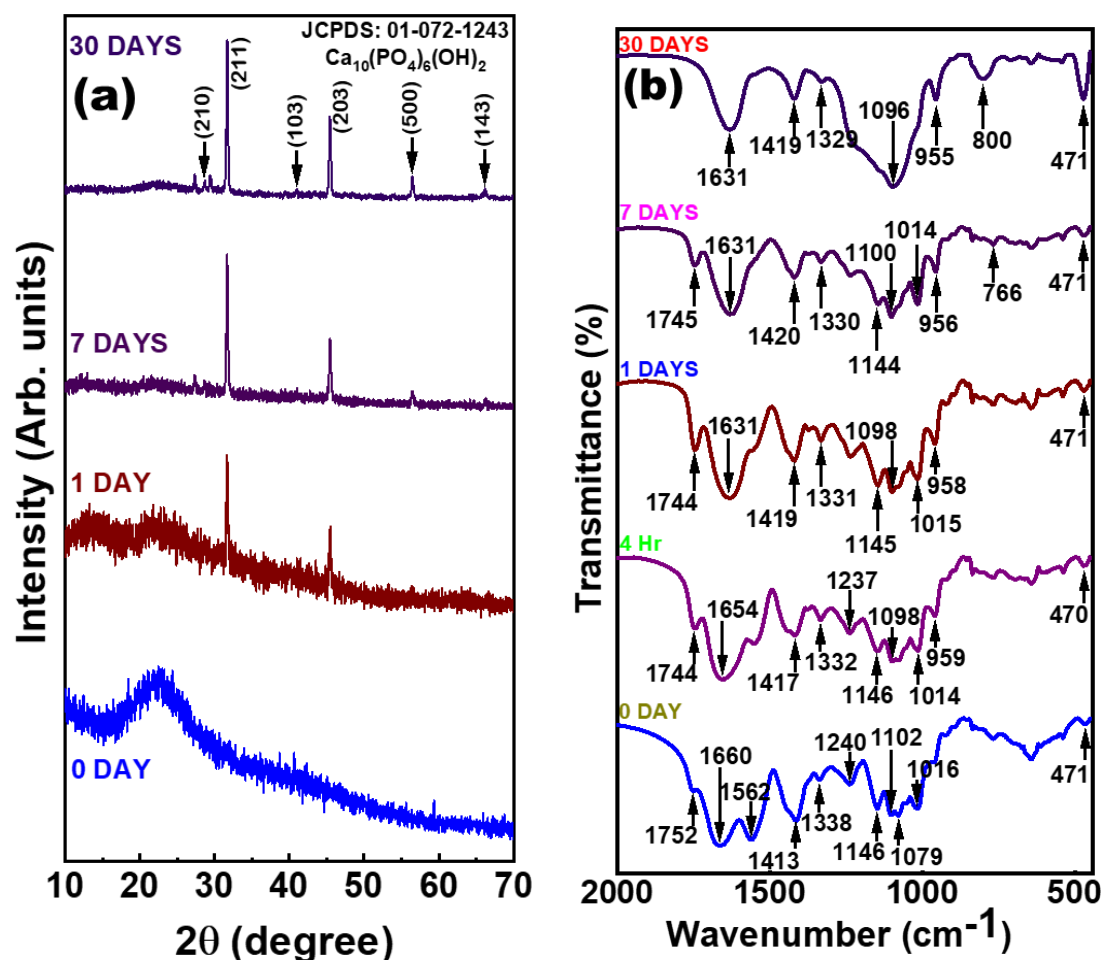 (a)
JCPDS: 01-072-1243
Ca10(PO4)6(OH)2
30 DAYS
(210)
(211)
(103)
(203)
(500)
(143)
7 DAYS
1 DAY
0 DAY
Intensity (Arb. units)
10 20 30 40 50 60 70
2θ (degree)
(b)
30 DAYS
1631
1419
1329
1096
955
800
471
7 DAYS
1745
1631
1420
1330
1144
1100
1014
956
766
471
1 DAYS
1744
1631
1419
1331
1145
1098
1015
958
471
4 Hr
1744
1654
1417
1332
1237
1146
1098
1014
959
470
0 DAY
1752
1660
1562
1413
1338
1240
1146
1102
1079
1016
471
Transmittance (%)
2000 1500 1000 500
Wavenumber (cm-1)